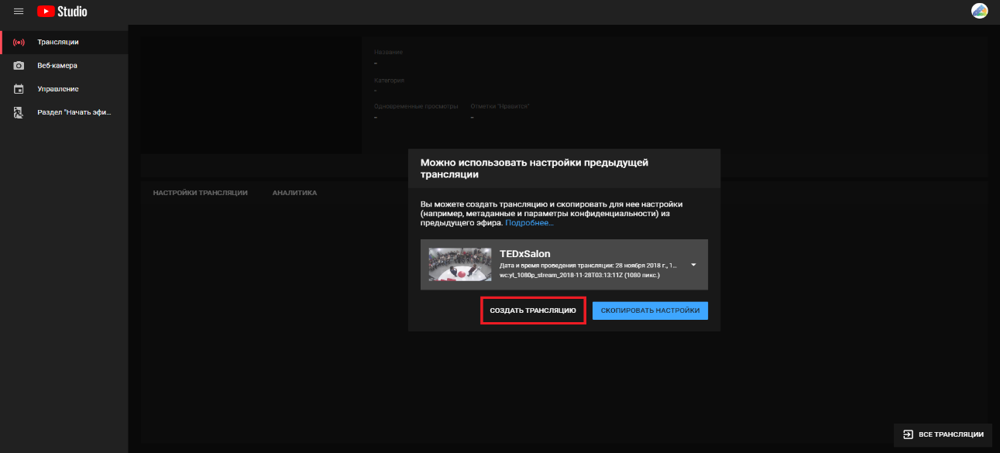 Studio
Трансляции
Веб-камера
Управление
Раздел "Начать эфи...
Название
-
Категория
-
Одновременные просмотры Отметки "Нравится"
- -
НАСТРОЙКИ ТРАНСЛЯЦИИ АНАЛИТИКА
Можно использовать настройки предыдущей
трансляции
Вы можете создать трансляцию и скопировать для нее настройки
(например, метаданные и параметры конфиденциальности) из
предыдущего эфира. Подробнее...
TEDxSalon
Дата и время проведения трансляции: 28 ноября 2018 г., 1...
wc:yt_1080p_stream_2018-11-28T03:13:11Z (1080 пикс.)
СОЗДАТЬ ТРАНСЛЯЦИЮ СКОПИРОВАТЬ НАСТРОЙКИ
ВСЕ ТРАНСЛЯЦИИ